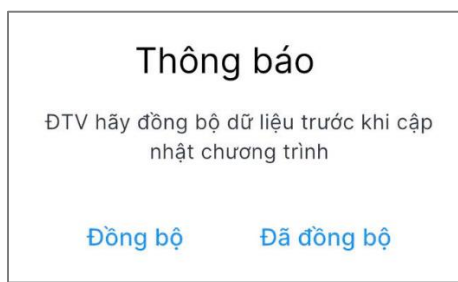 Thông báo
ĐTV hãy đồng bộ dữ liệu trước khi cập
nhật chương trình
Đồng bộ
Đã đồng bộ